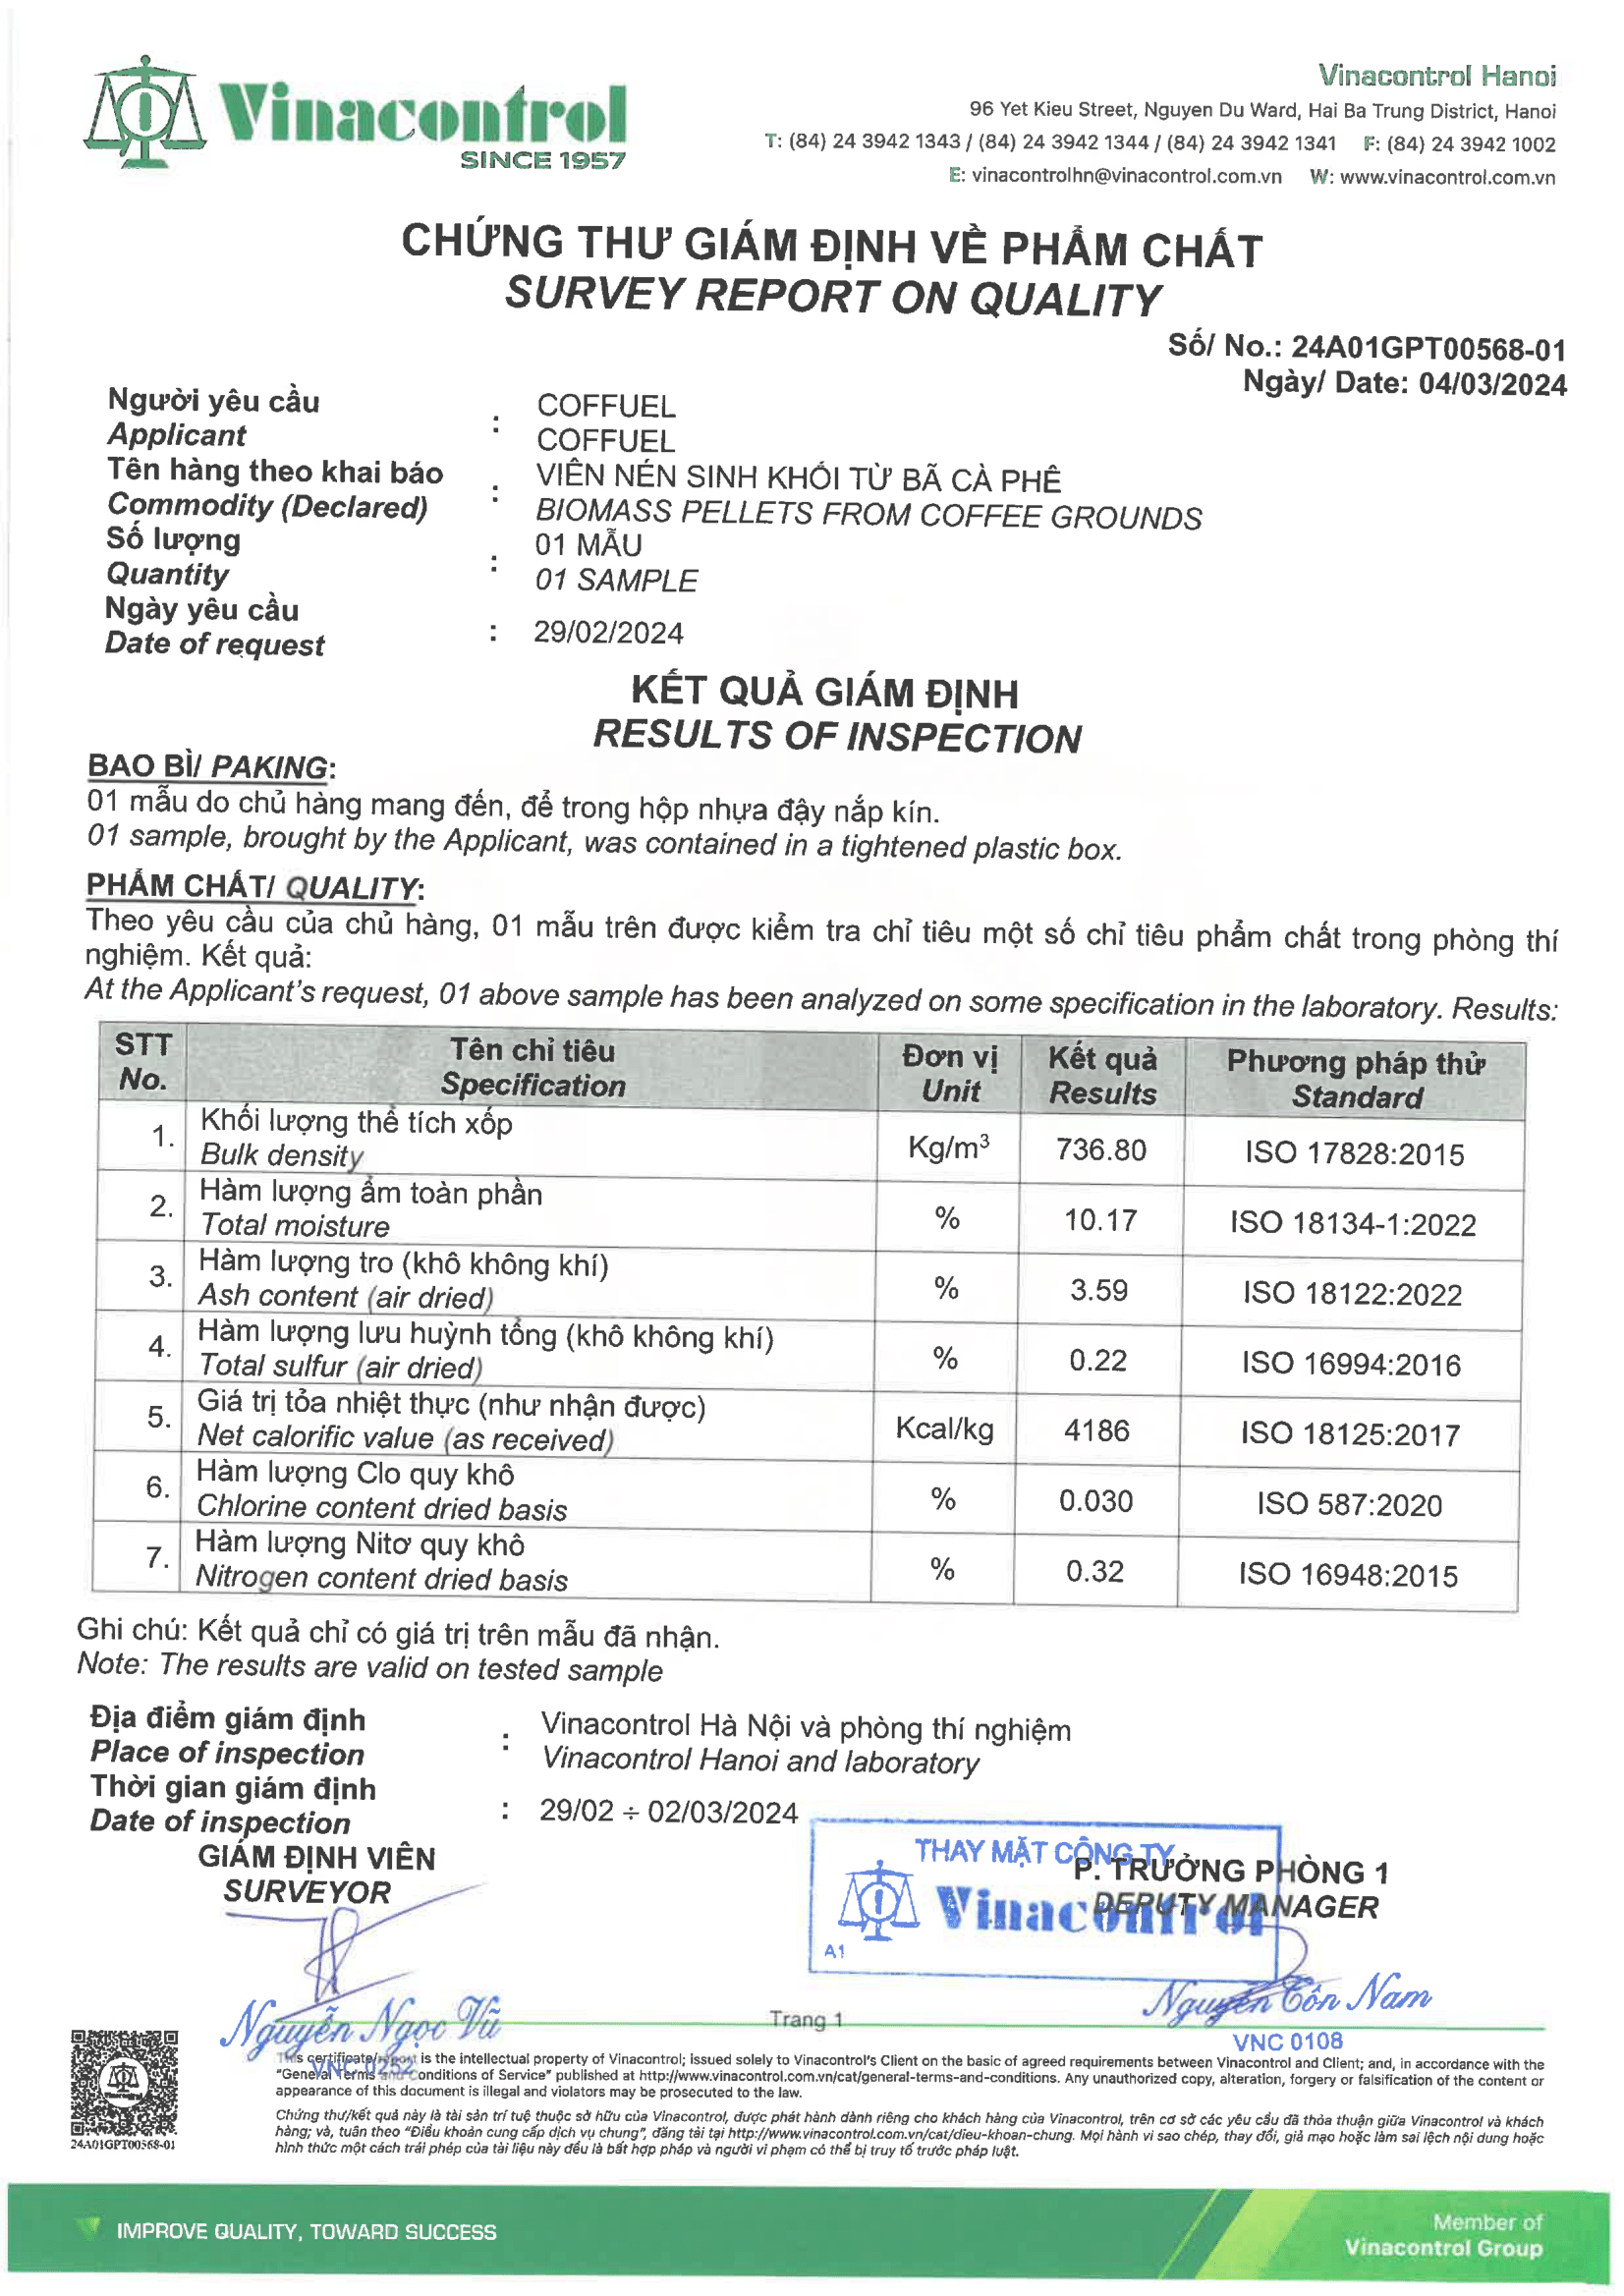 Vinacontrol
SINCE 1957
Vinacontrol Hanoi
96 Yet Kieu Street, Nguyen Du Ward, Hai Ba Trung District, Hanoi
T: (84) 24 3942 1343 / (84) 24 3942 1344 / (84) 24 3942 1341 F: (84) 24 3942 1002
E: vinacontrolhn@vinacontrol.com.vn W: www.vinacontrol.com.vn
CHỨNG THƯ GIÁM ĐỊNH VỀ PHẨM CHẤT
SURVEY REPORT ON QUALITY
Số/ No.: 24A01GPT00568-01
Ngày/ Date: 04/03/2024
Người yêu cầu : COFFUEL
Applicant COFFUEL
Tên hàng theo khai báo : VIÊN NÉN SINH KHỐI TỪ BÃ CÀ PHÊ
Commodity (Declared) BIOMASS PELLETS FROM COFFEE GROUNDS
Số lượng : 01 MẪU
Quantity 01 SAMPLE
Ngày yêu cầu
Date of request : 29/02/2024
KẾT QUẢ GIÁM ĐỊNH
RESULTS OF INSPECTION
BAO BÌ/ PAKING:
01 mẫu do chủ hàng mang đến, để trong hộp nhựa đậy nắp kín.
01 sample, brought by the Applicant, was contained in a tightened plastic box.
PHẨM CHẤT/ QUALITY:
Theo yêu cầu của chủ hàng, 01 mẫu trên được kiểm tra chỉ tiêu một số chỉ tiêu phẩm chất trong phòng thí
nghiệm. Kết quả:
At the Applicant's request, 01 above sample has been analyzed on some specification in the laboratory. Results:
STT Tên chỉ tiêu Đơn vị Kết quả Phương pháp thử
No. Specification Unit Results Standard
1. Khối lượng thể tích xốp
Bulk density Kg/m³ 736.80 ISO 17828:2015
2. Hàm lượng ẩm toàn phần
Total moisture % 10.17 ISO 18134-1:2022
3. Hàm lượng tro (khô không khí)
Ash content (air dried) % 3.59 ISO 18122:2022
4. Hàm lượng lưu huỳnh tổng (khô không khí)
Total sulfur (air dried) % 0.22 ISO 16994:2016
5. Giá trị tỏa nhiệt thực (như nhận được)
Net calorific value (as received) Kcal/kg 4186 ISO 18125:2017
6. Hàm lượng Clo quy khô
Chlorine content dried basis % 0.030 ISO 587:2020
7. Hàm lượng Nitơ quy khô
Nitrogen content dried basis % 0.32 ISO 16948:2015
Ghi chú: Kết quả chỉ có giá trị trên mẫu đã nhận.
Note: The results are valid on tested sample
Địa điểm giám định : Vinacontrol Hà Nội và phòng thí nghiệm
Place of inspection Vinacontrol Hanoi and laboratory
Thời gian giám định
Date of inspection : 29/02 ÷ 02/03/2024
GIÁM ĐỊNH VIÊN
SURVEYOR
THAY MẶT CÔNG TY
P. TRƯỞNG PHÒNG 1
DEPUTY MANAGER
Vinacontrol
A1
Nguyễn Ngọc Vũ
VNC 0252
Nguyễn Tôn Nam
VNC 0108
Trang 1
This certificate/report is the intellectual property of Vinacontrol; issued solely to Vinacontrol's Client on the basic of agreed requirements between Vinacontrol and Client; and, in accordance with the
"General Terms and Conditions of Service" published at http://www.vinacontrol.com.vn/cat/general-terms-and-conditions. Any unauthorized copy, alteration, forgery or falsification of the content or
appearance of this document is illegal and violators may be prosecuted to the law.
Chứng thư/kết quả này là tài sản trí tuệ thuộc sở hữu của Vinacontrol, được phát hành dành riêng cho khách hàng của Vinacontrol, trên cơ sở các yêu cầu đã thỏa thuận giữa Vinacontrol và khách
hàng; và, tuân theo "Điều khoản cung cấp dịch vụ chung", đăng tải tại http://www.vinacontrol.com.vn/cat/dieu-khoan-chung. Mọi hành vi sao chép, thay đổi, giả mạo hoặc làm sai lệch nội dung hoặc
hình thức một cách trái phép của tài liệu này đều là bất hợp pháp và người vi phạm có thể bị truy tố trước pháp luật.
24A01GPT00568-01
IMPROVE QUALITY, TOWARD SUCCESS
Member of
Vinacontrol Group